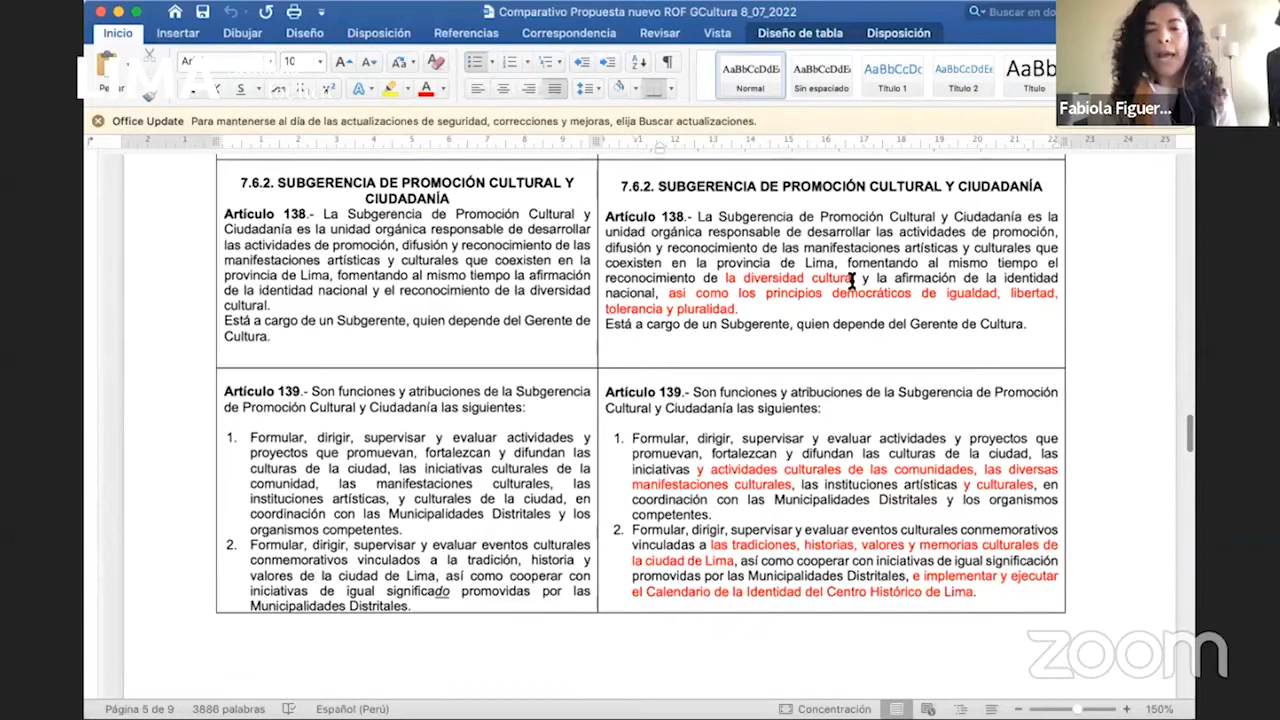 Comparativo Propuesta nuevo ROF GCultura 8_07_2022
Buscar en do
Inicio Insertar Dibujar Diseño Disposición Referencias Correspondencia Revisar Vista Diseño de tabla Disposición
10
AaBbCcDdE AaBbCcDdE AaBbCcDc AaBbCcDdE AaBb
Normal Sin espaciado Título 1 Título 2 Título
LIMA
Fabiola Figuer...
Office Update Para mantenerse al día de las actualizaciones de seguridad, correcciones y mejoras, elija Buscar actualizaciones.
7.6.2. SUBGERENCIA DE PROMOCIÓN CULTURAL Y
CIUDADANÍA
Artículo 138.- La Subgerencia de Promoción Cultural y
Ciudadanía es la unidad orgánica responsable de desarrollar
las actividades de promoción, difusión y reconocimiento de las
manifestaciones artísticas y culturales que coexisten en la
provincia de Lima, fomentando al mismo tiempo la afirmación
de la identidad nacional y el reconocimiento de la diversidad
cultural.
Está a cargo de un Subgerente, quien depende del Gerente de
Cultura.
7.6.2. SUBGERENCIA DE PROMOCIÓN CULTURAL Y CIUDADANÍA
Artículo 138.- La Subgerencia de Promoción Cultural y Ciudadanía es la
unidad orgánica responsable de desarrollar las actividades de promoción,
difusión y reconocimiento de las manifestaciones artísticas y culturales que
coexisten en la provincia de Lima, fomentando al mismo tiempo el
reconocimiento de la diversidad cultural y la afirmación de la identidad
nacional, asi como los principios democráticos de igualdad, libertad,
tolerancia y pluralidad.
Está a cargo de un Subgerente, quien depende del Gerente de Cultura.
Artículo 139.- Son funciones y atribuciones de la Subgerencia
de Promoción Cultural y Ciudadanía las siguientes:
1. Formular, dirigir, supervisar y evaluar actividades y
proyectos que promuevan, fortalezcan y difundan las
culturas de la ciudad, las iniciativas culturales de la
comunidad, las manifestaciones culturales, las
instituciones artísticas, y culturales de la ciudad, en
coordinación con las Municipalidades Distritales y los
organismos competentes.
2. Formular, dirigir, supervisar y evaluar eventos culturales
conmemorativos vinculados a la tradición, historia y
valores de la ciudad de Lima, así como cooperar con
iniciativas de igual significado promovidas por las
Municipalidades Distritales.
Artículo 139.- Son funciones y atribuciones de la Subgerencia de Promoción
Cultural y Ciudadanía las siguientes:
1. Formular, dirigir, supervisar y evaluar actividades y proyectos que
promuevan, fortalezcan y difundan las culturas de la ciudad, las
iniciativas y actividades culturales de las comunidades, las diversas
manifestaciones culturales, las instituciones artísticas y culturales, en
coordinación con las Municipalidades Distritales y los organismos
competentes.
2. Formular, dirigir, supervisar y evaluar eventos culturales conmemorativos
vinculados a las tradiciones, historias, valores y memorias culturales de
la ciudad de Lima, así como cooperar con iniciativas de igual significación
promovidas por las Municipalidades Distritales, e implementar y ejecutar
el Calendario de la Identidad del Centro Histórico de Lima.
zoom
Página 5 de 9 3886 palabras Español (Perú) Concentración 150%